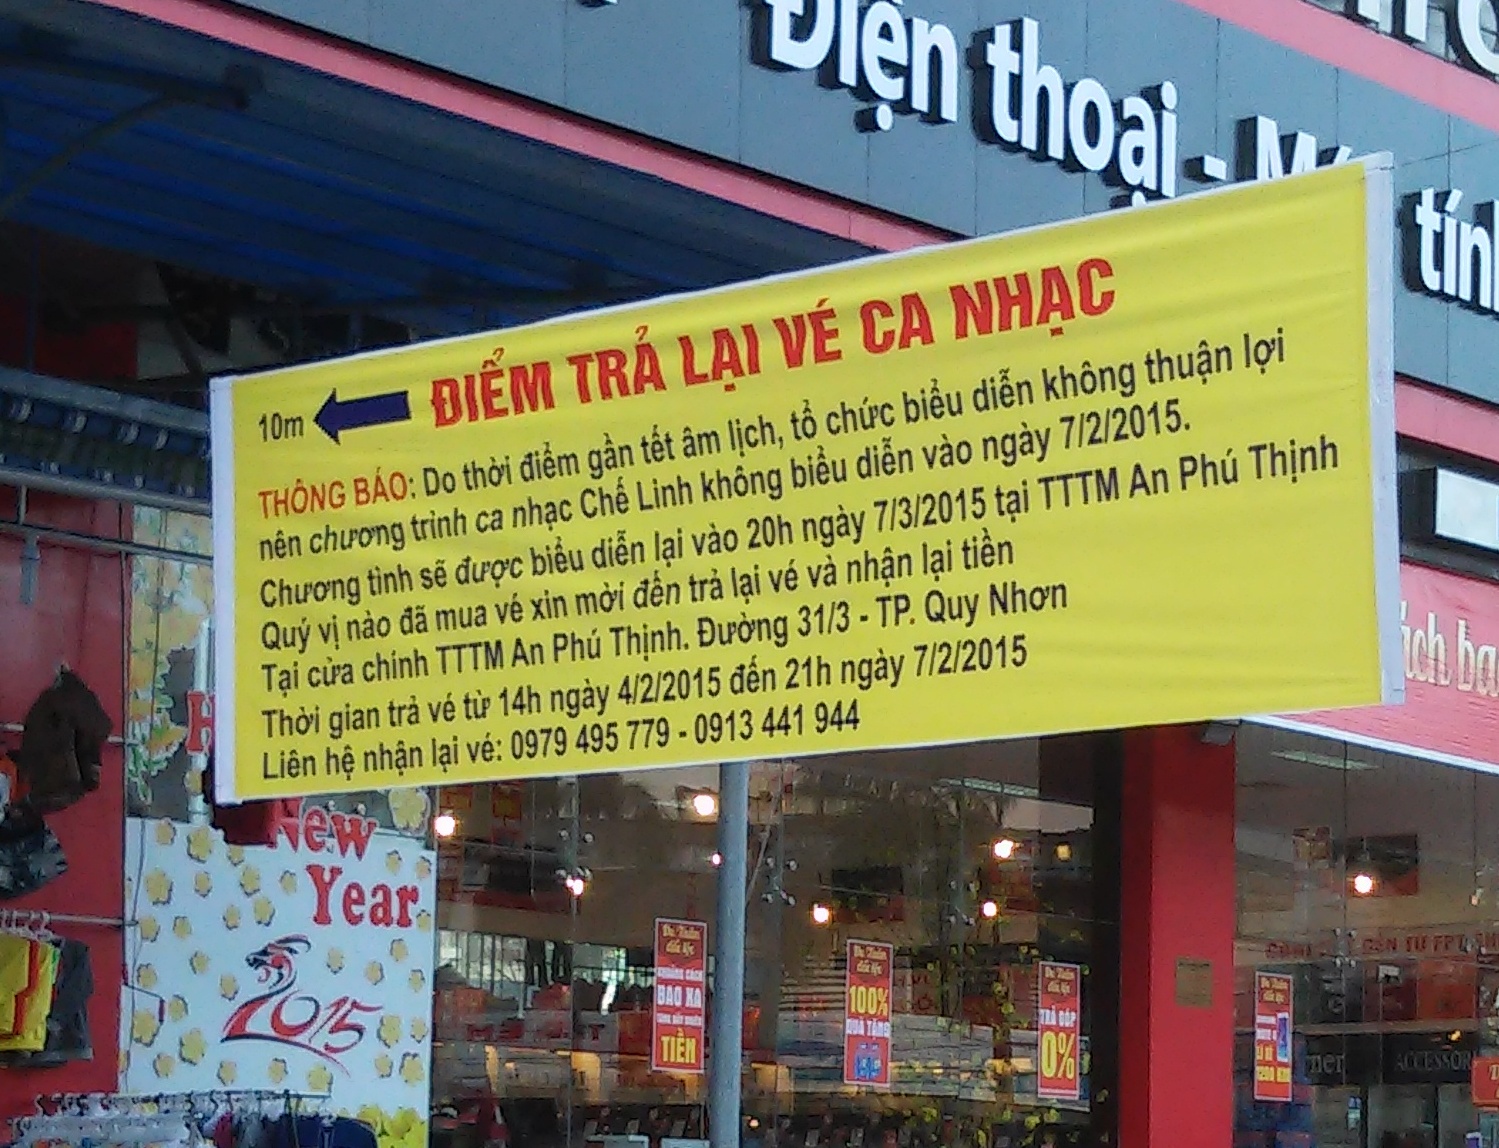 Điện thoại -
tính
ĐIỂM TRẢ LẠI VÉ CA NHẠC
10m
THÔNG BÁO: Do thời điểm gần tết âm lịch, tổ chức biểu diễn không thuận lợi
nên chương trình ca nhạc Chế Linh không biểu diễn vào ngày 7/2/2015.
Chương tình sẽ được biểu diễn lại vào 20h ngày 7/3/2015 tại TTTM An Phú Thịnh
Quý vị nào đã mua vé xin mời đến trả lại vé và nhận lại tiền
Tại cửa chính TTTM An Phú Thịnh. Đường 31/3 - TP. Quy Nhơn
Thời gian trả vé từ 14h ngày 4/2/2015 đến 21h ngày 7/2/2015
Liên hệ nhận lại vé: 0979 495 779 - 0913 441 944
New
Year
2015
BAO XA
TIỀN
100%
QUÀ TẶNG
TRẢ GÓP
0%